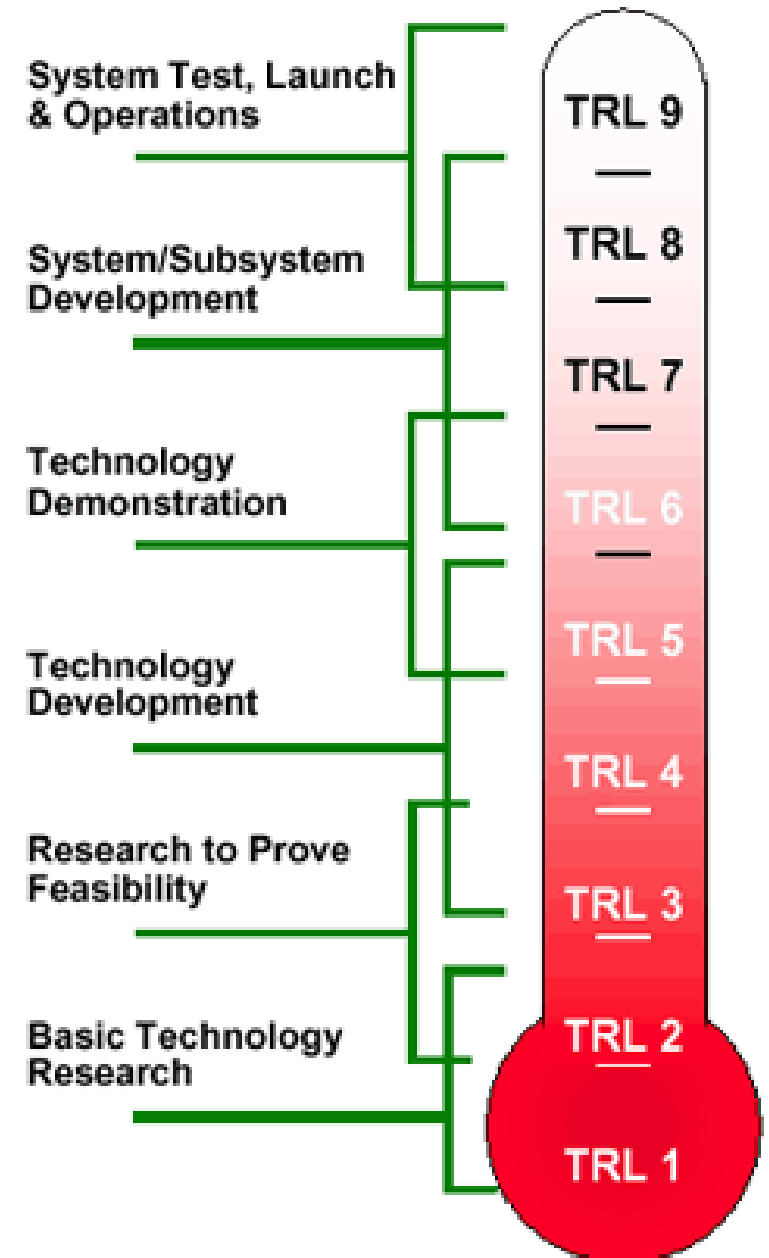 System Test, Launch
& Operations
System/Subsystem
Development
Technology
Demonstration
Technology
Development
Research to Prove
Feasibility
Basic Technology
Research
TRL 9
TRL 8
TRL 7
TRL 6
TRL 5
TRL 4
TRL 3
TRL 2
TRL 1